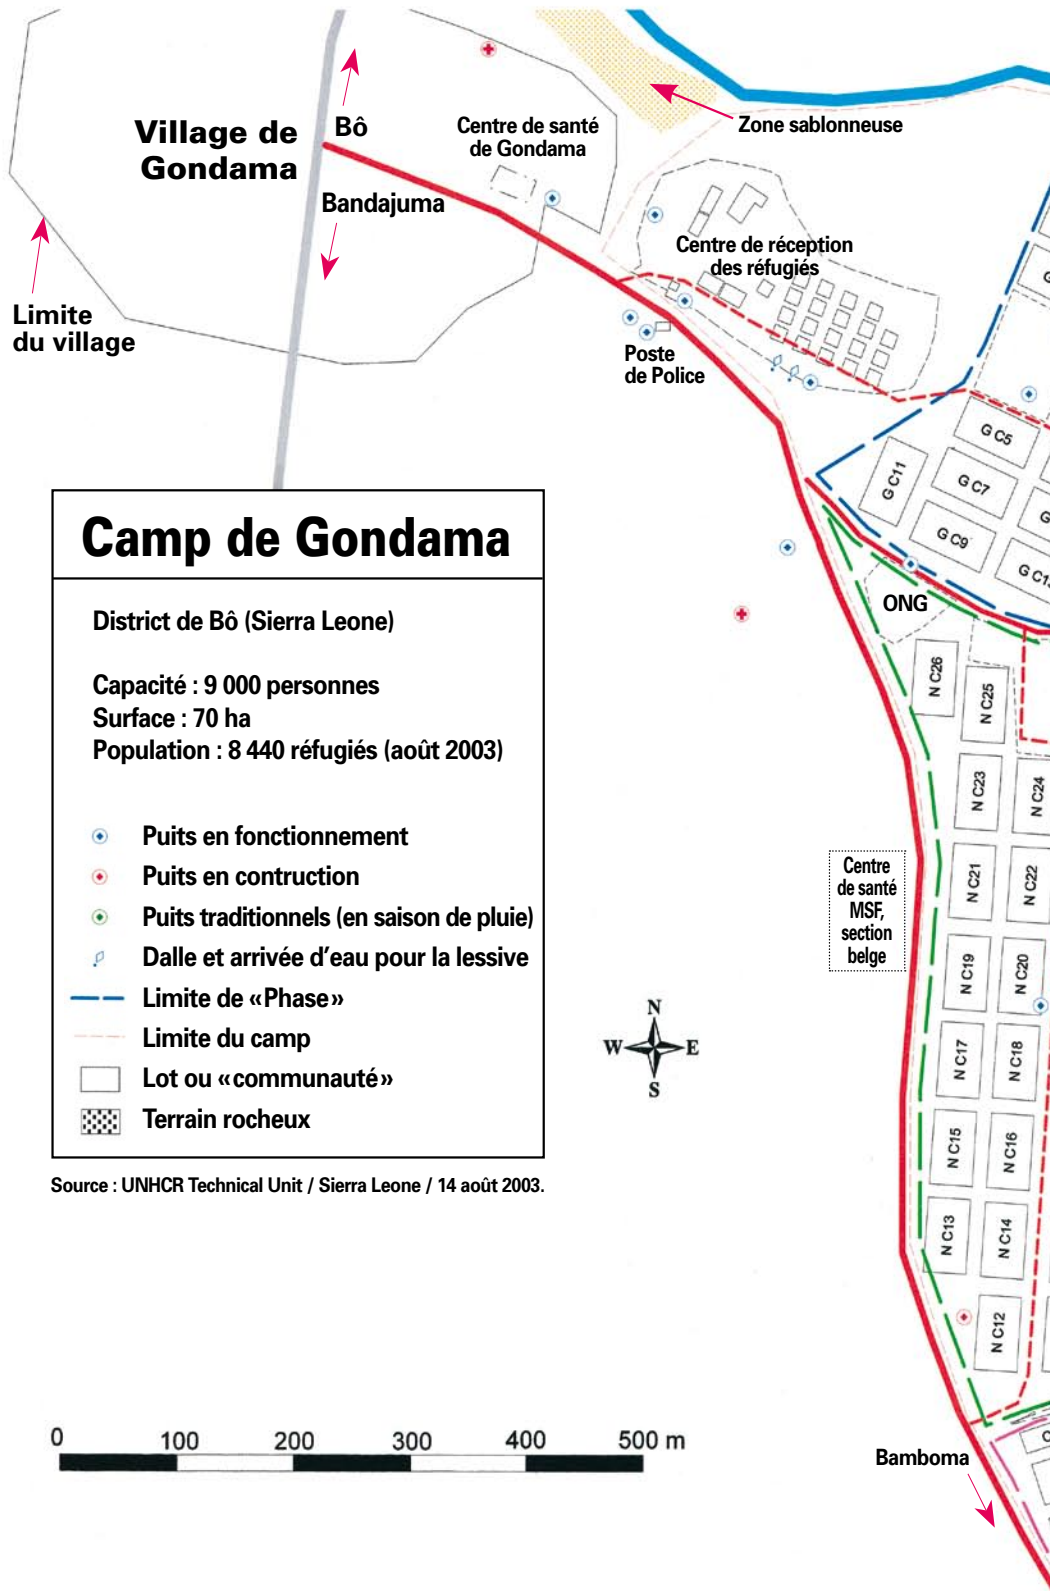 Village de
Gondama
Bô
Bandajuma
Centre de santé
de Gondama
Zone sablonneuse
Centre de réception
des réfugiés
Limite
du village
Poste
de Police
G C5
G C11
G C7
G C9
ONG
N C26
N C25
N C23
N C24
N C21
N C22
N C19
N C20
N C17
N C18
N C15
N C16
N C13
N C14
N C12
Centre
de santé
MSF,
section
belge
Camp de Gondama
District de Bô (Sierra Leone)
Capacité : 9 000 personnes
Surface : 70 ha
Population : 8 440 réfugiés (août 2003)
Puits en fonctionnement
Puits en contruction
Puits traditionnels (en saison de pluie)
Dalle et arrivée d’eau pour la lessive
Limite de «Phase»
Limite du camp
Lot ou «communauté»
Terrain rocheux
N
W E
S
Source : UNHCR Technical Unit / Sierra Leone / 14 août 2003.
0 100 200 300 400 500 m
Bamboma